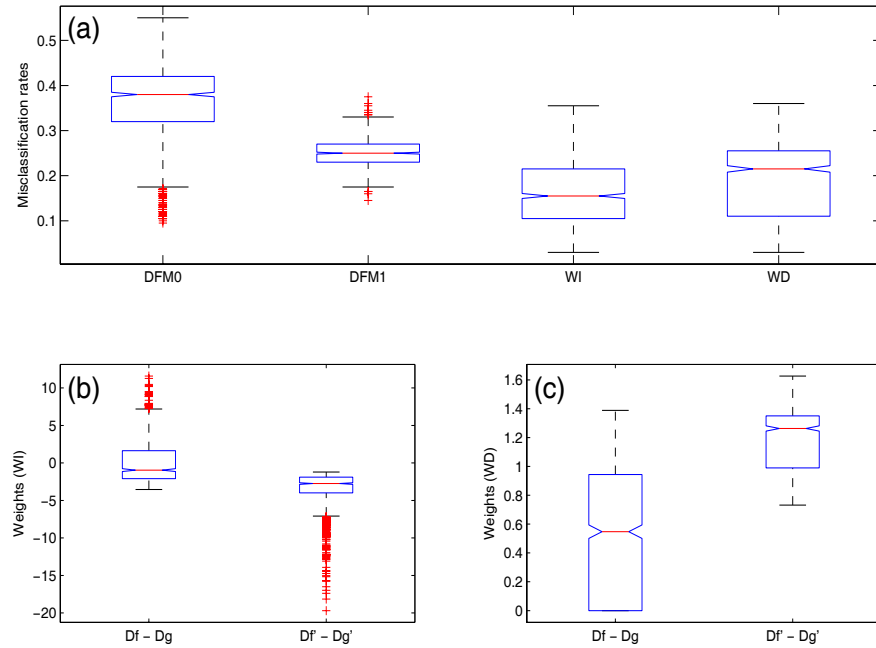 (a)
Misclassification rates
0.5
0.4
0.3
0.2
0.1
DFM0 DFM1 WI WD
(b)
Weights (WI)
10
5
0
−5
−10
−15
−20
Df − Dg Df' − Dg'
(c)
Weights (WD)
1.6
1.4
1.2
1
0.8
0.6
0.4
0.2
0
Df − Dg Df' − Dg'